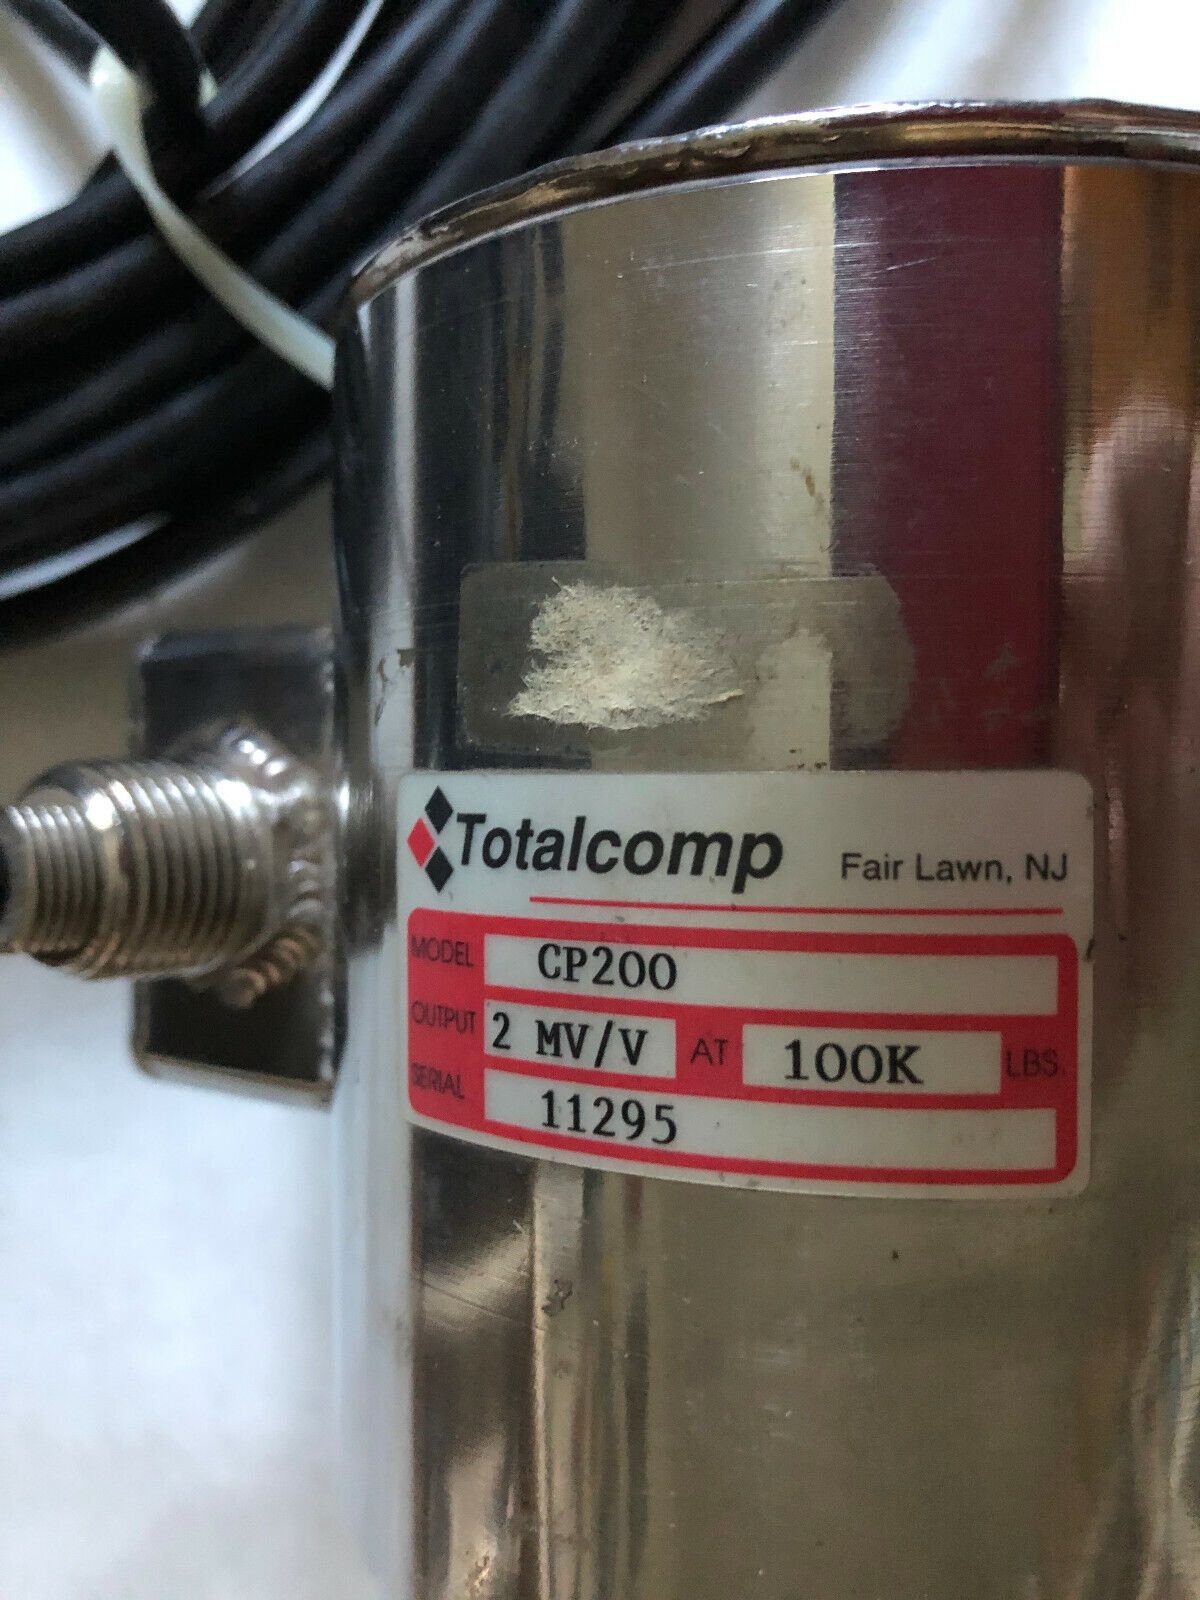 Totalcomp Fair Lawn, NJ
MODEL CP200
OUTPUT 2 MV/V AT 100K LBS.
SERIAL 11295